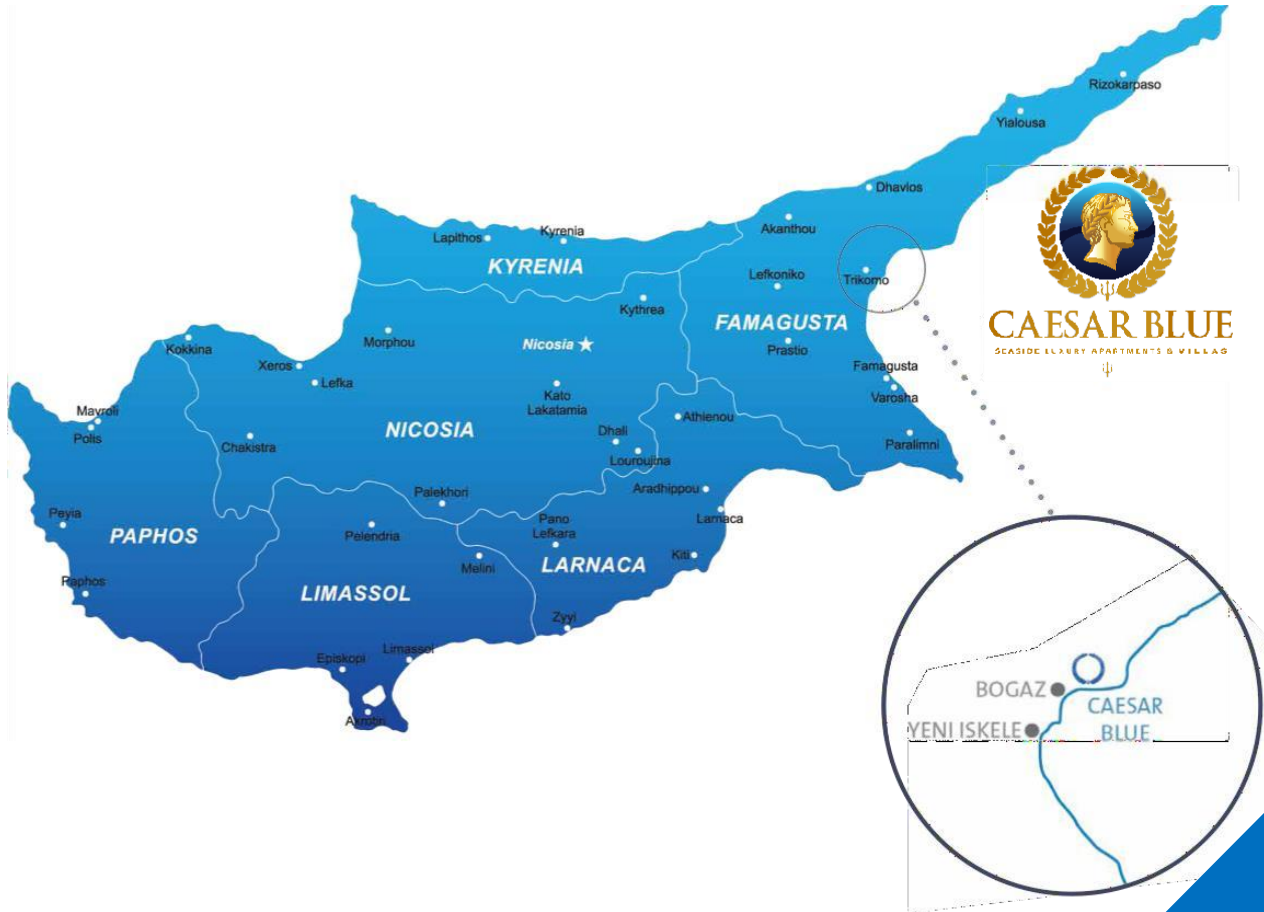 Rizokarpaso
Yialousa
Dhavlos
Akanthou
Kyrenia
Lapithos
KYRENIA
Trikomo
Lefkoniko
Kythrea
FAMAGUSTA
CAESAR BLUE
SEASIDE LUXURY APARTMENTS & VILLAS
Morphou
Nicosia
Prastio
Kokkina
Xeros
Lefka
Famagusta
Varosha
Kato
Lakatamia
Mavroli
Polis
Athienou
NICOSIA
Dhali
Chakistra
Paralimni
Louroujina
Aradhippou
Palekhori
Peyia
Larnaca
Pano
Lefkara
PAPHOS
Pelendria
Kiti
Melini
LARNACA
Paphos
LIMASSOL
Zyyi
Limassol
Episkopi
Akrotiri
BOGAZ
CAESAR
BLUE
YENI ISKELE